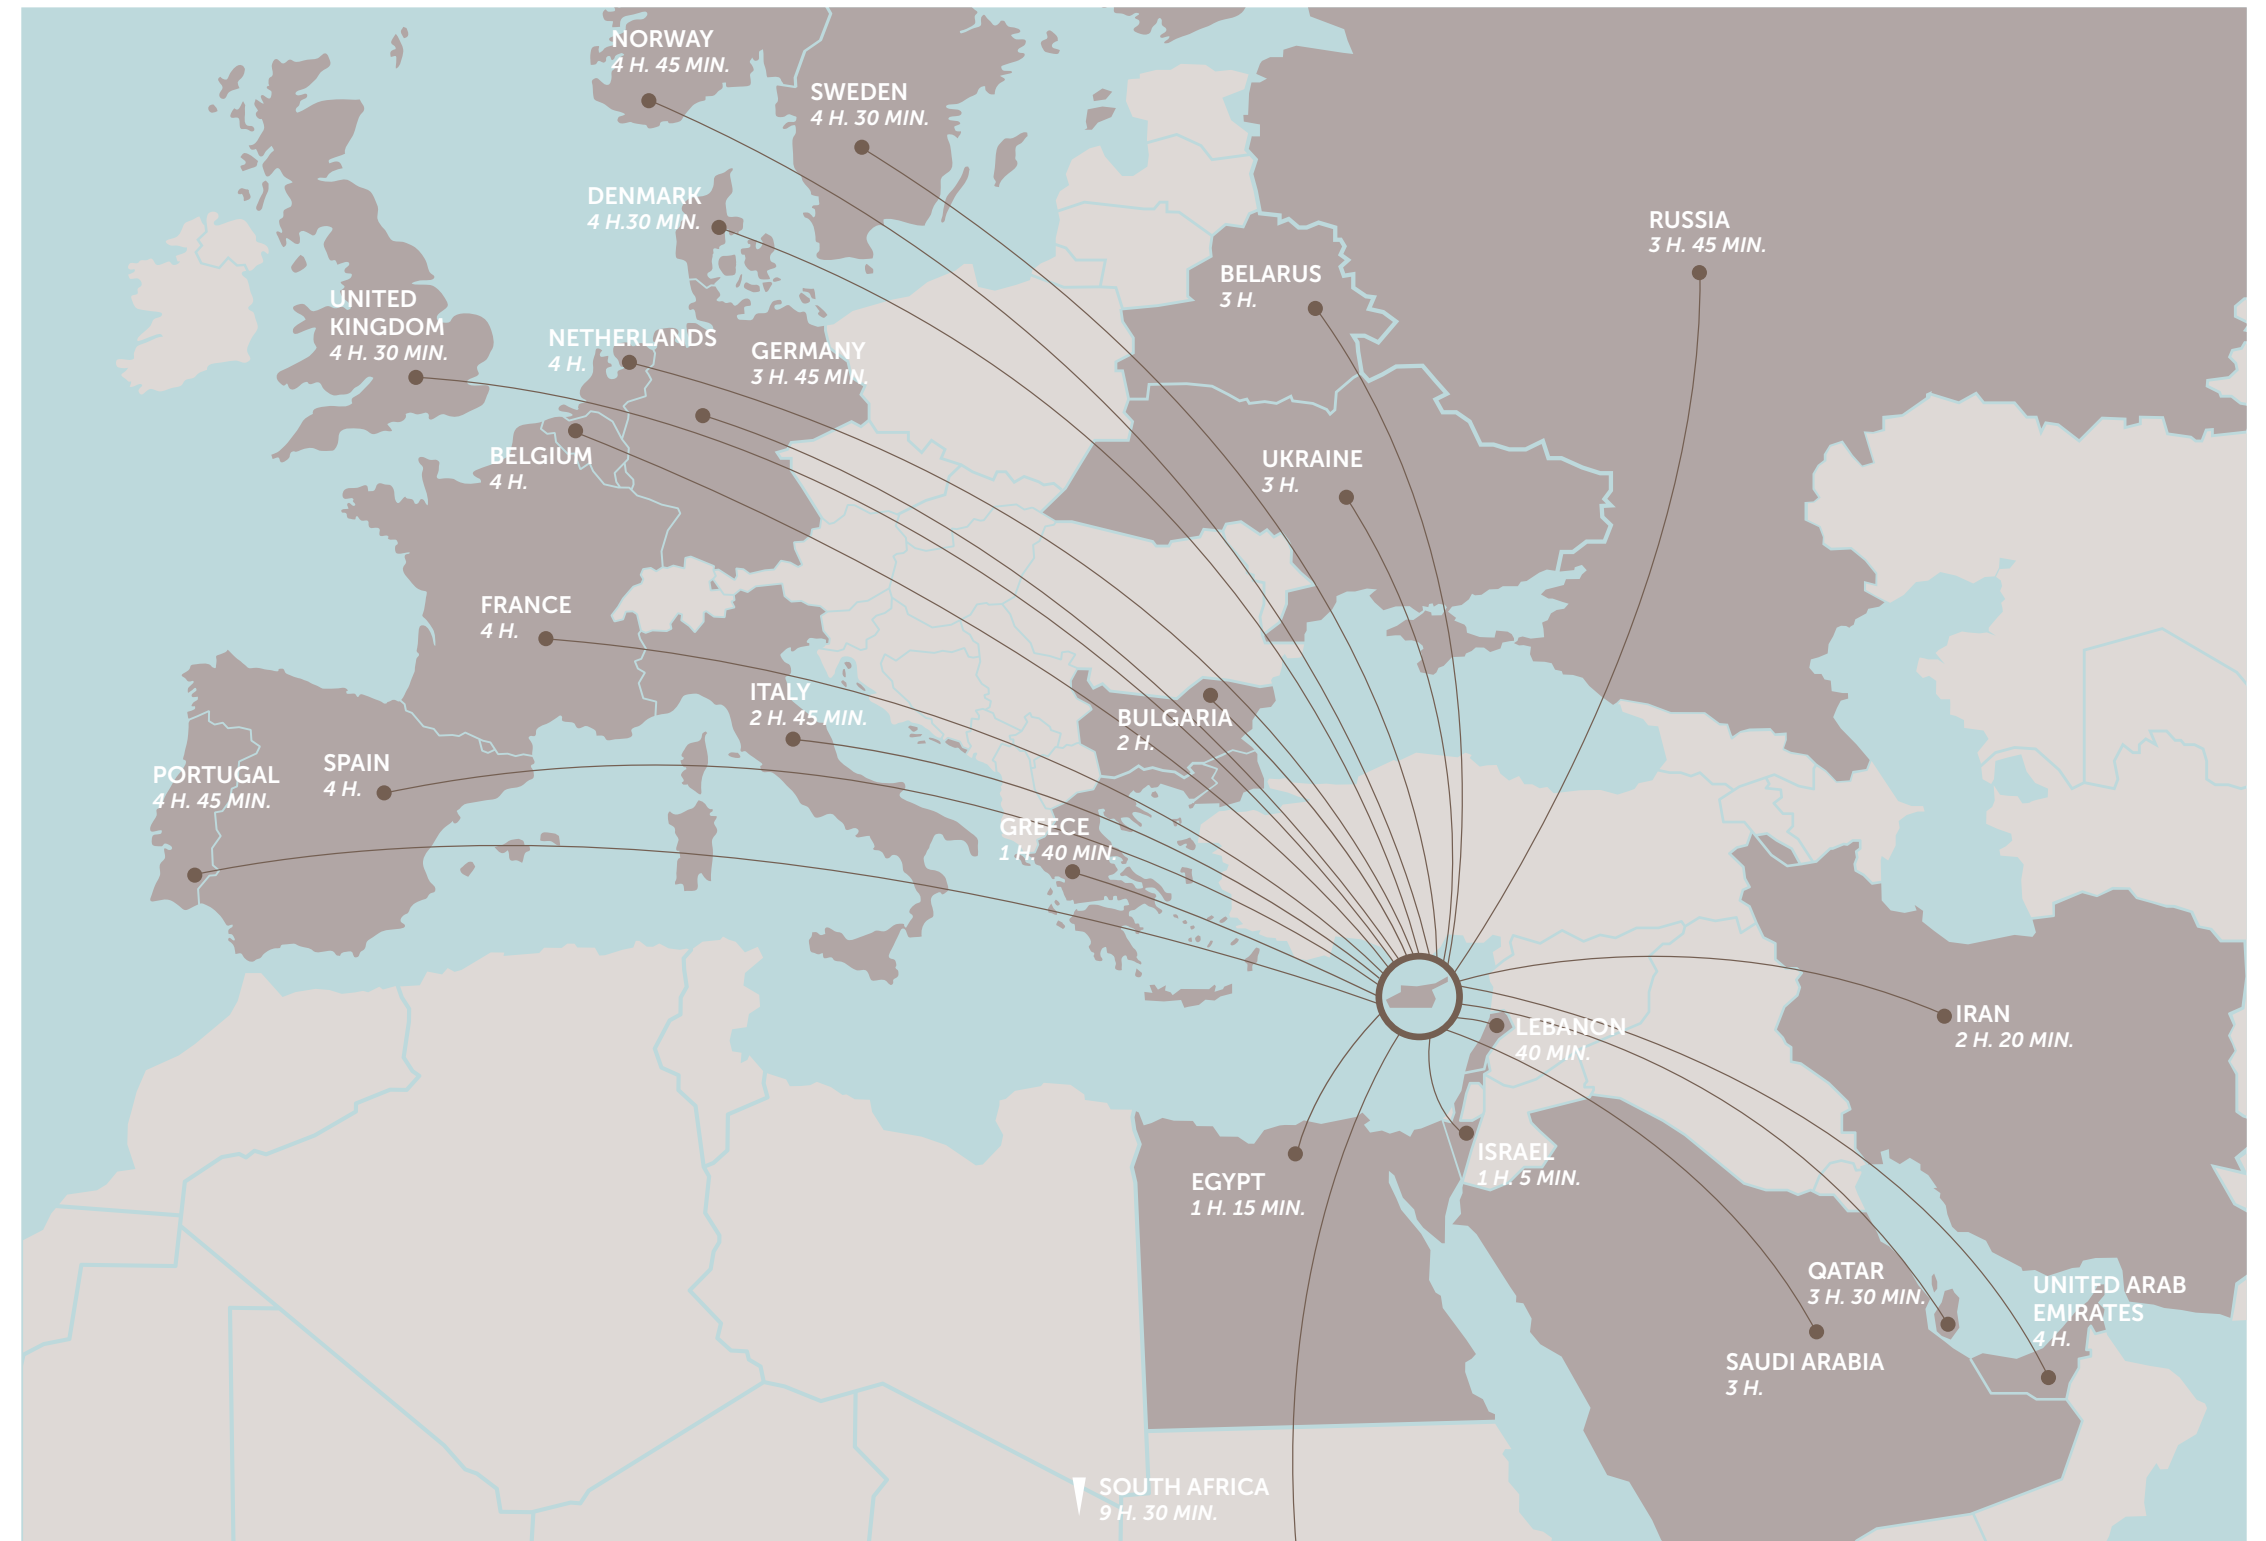 NORWAY
4 H. 45 MIN.
SWEDEN
4 H. 30 MIN.
DENMARK
4 H.30 MIN.
RUSSIA
3 H. 45 MIN.
BELARUS
3 H.
UNITED
KINGDOM
4 H. 30 MIN.
NETHERLANDS
4 H.
GERMANY
3 H. 45 MIN.
BELGIUM
4 H.
UKRAINE
3 H.
FRANCE
4 H.
ITALY
2 H. 45 MIN.
BULGARIA
2 H.
SPAIN
4 H.
PORTUGAL
4 H. 45 MIN.
GREECE
1 H. 40 MIN.
IRAN
2 H. 20 MIN.
LEBANON
40 MIN.
ISRAEL
1 H. 5 MIN.
EGYPT
1 H. 15 MIN.
QATAR
3 H. 30 MIN.
UNITED ARAB
EMIRATES
4 H.
SAUDI ARABIA
3 H.
SOUTH AFRICA
9 H. 30 MIN.